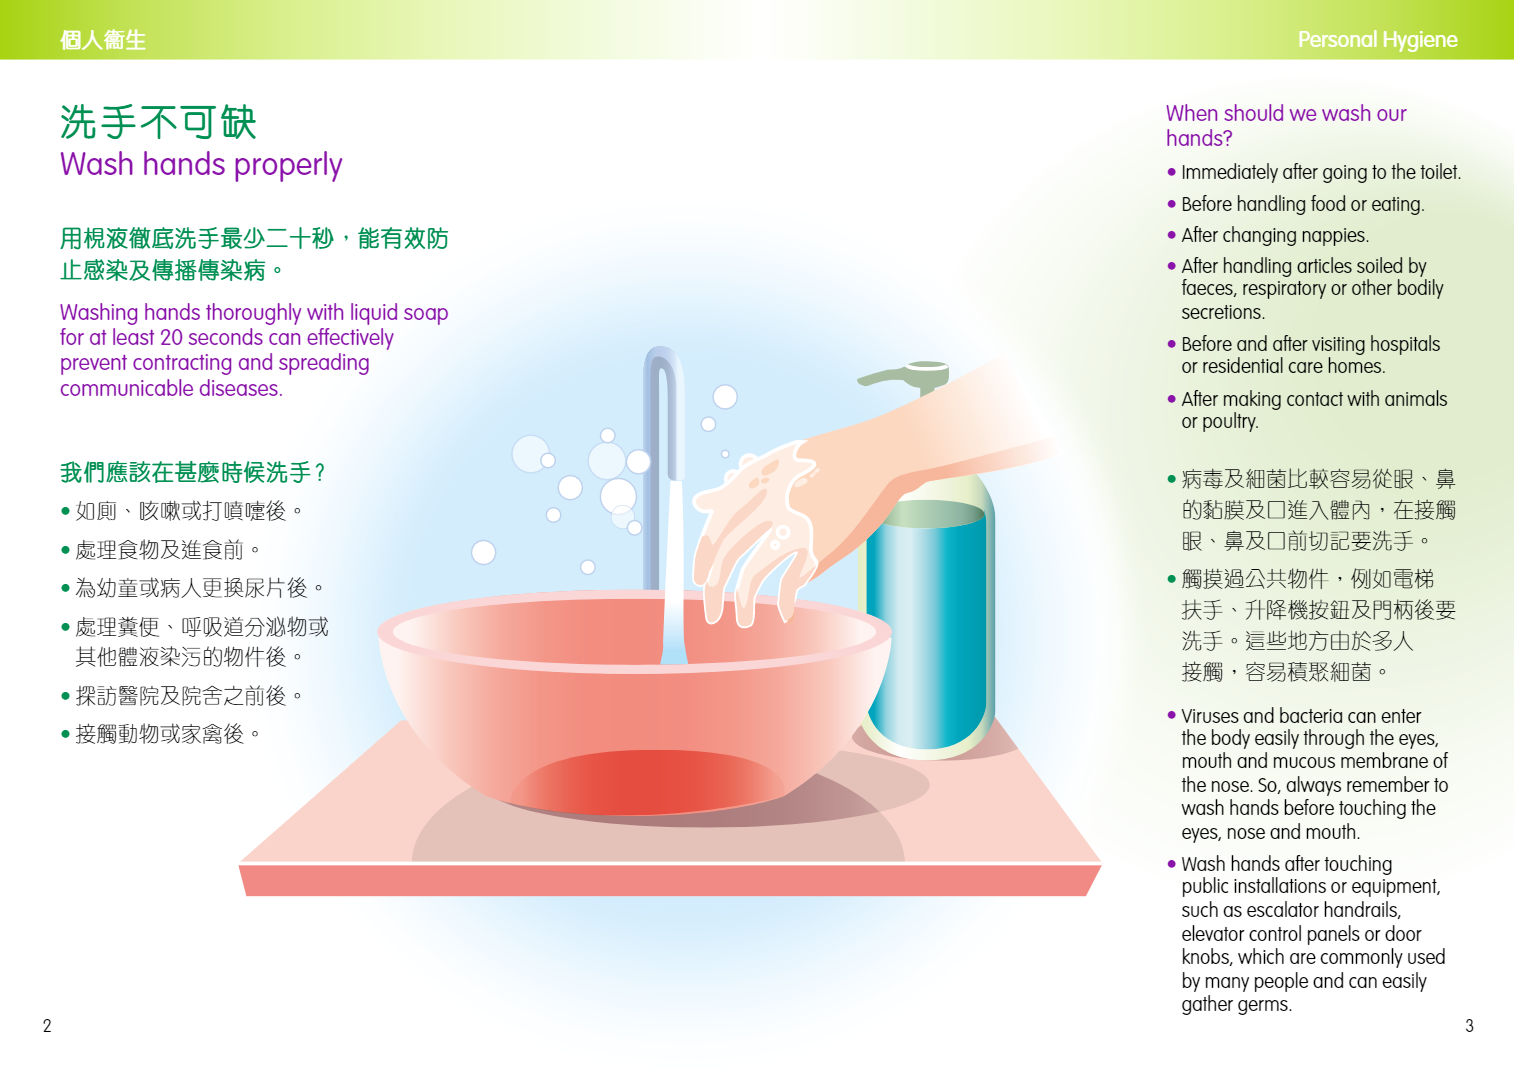 個人衞生
Personal Hygiene
洗手不可缺
Wash hands properly
用梘液徹底洗手最少二十秒，能有效防
止感染及傳播傳染病。
Washing hands thoroughly with liquid soap
for at least 20 seconds can effectively
prevent contracting and spreading
communicable diseases.
我們應該在甚麼時候洗手？
• 如廁、咳嗽或打噴嚏後。
• 處理食物及進食前。
• 為幼童或病人更換尿片後。
• 處理糞便、呼吸道分泌物或
其他體液染污的物件後。
• 探訪醫院及院舍之前後。
• 接觸動物或家禽後。
2
When should we wash our
hands?
• Immediately after going to the toilet.
• Before handling food or eating.
• After changing nappies.
• After handling articles soiled by
faeces, respiratory or other bodily
secretions.
• Before and after visiting hospitals
or residential care homes.
• After making contact with animals
or poultry.
• 病毒及細菌比較容易從眼、鼻
的黏膜及口進入體內，在接觸
眼、鼻及口前切記要洗手。
• 觸摸過公共物件，例如電梯
扶手、升降機按鈕及門柄後要
洗手。這些地方由於多人
接觸，容易積聚細菌。
• Viruses and bacteria can enter
the body easily through the eyes,
mouth and mucous membrane of
the nose. So, always remember to
wash hands before touching the
eyes, nose and mouth.
• Wash hands after touching
public installations or equipment,
such as escalator handrails,
elevator control panels or door
knobs, which are commonly used
by many people and can easily
gather germs.
3